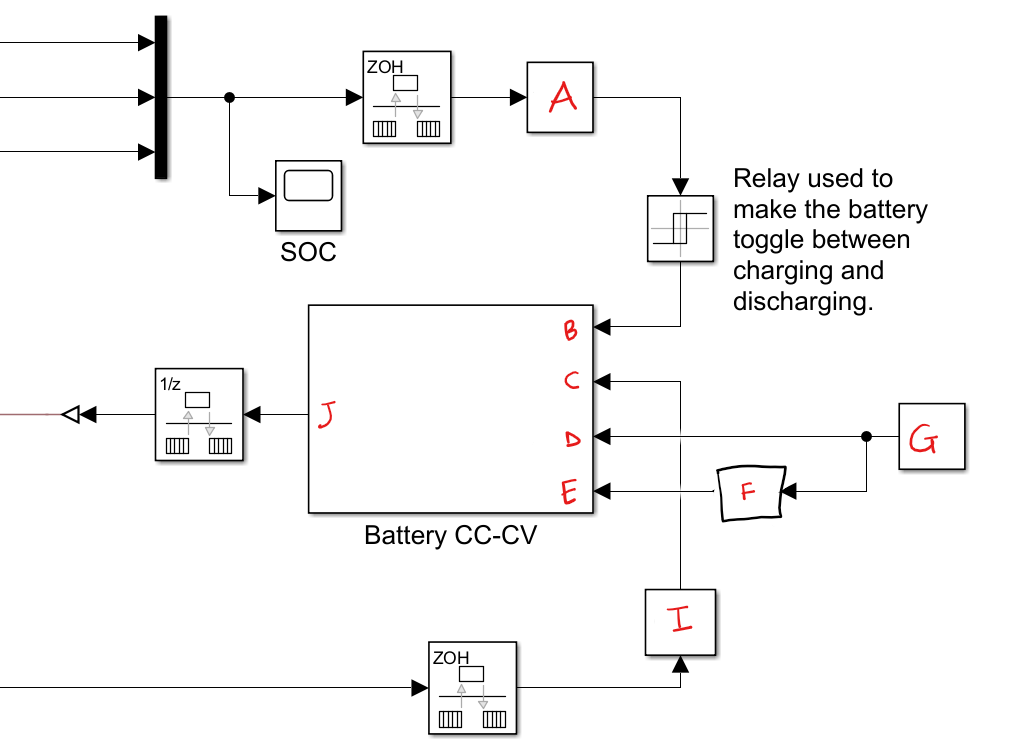 ZOH
A
SOC
Relay used to
make the battery
toggle between
charging and
discharging.
B
1/z
C
J
D
G
E
F
Battery CC-CV
I
ZOH